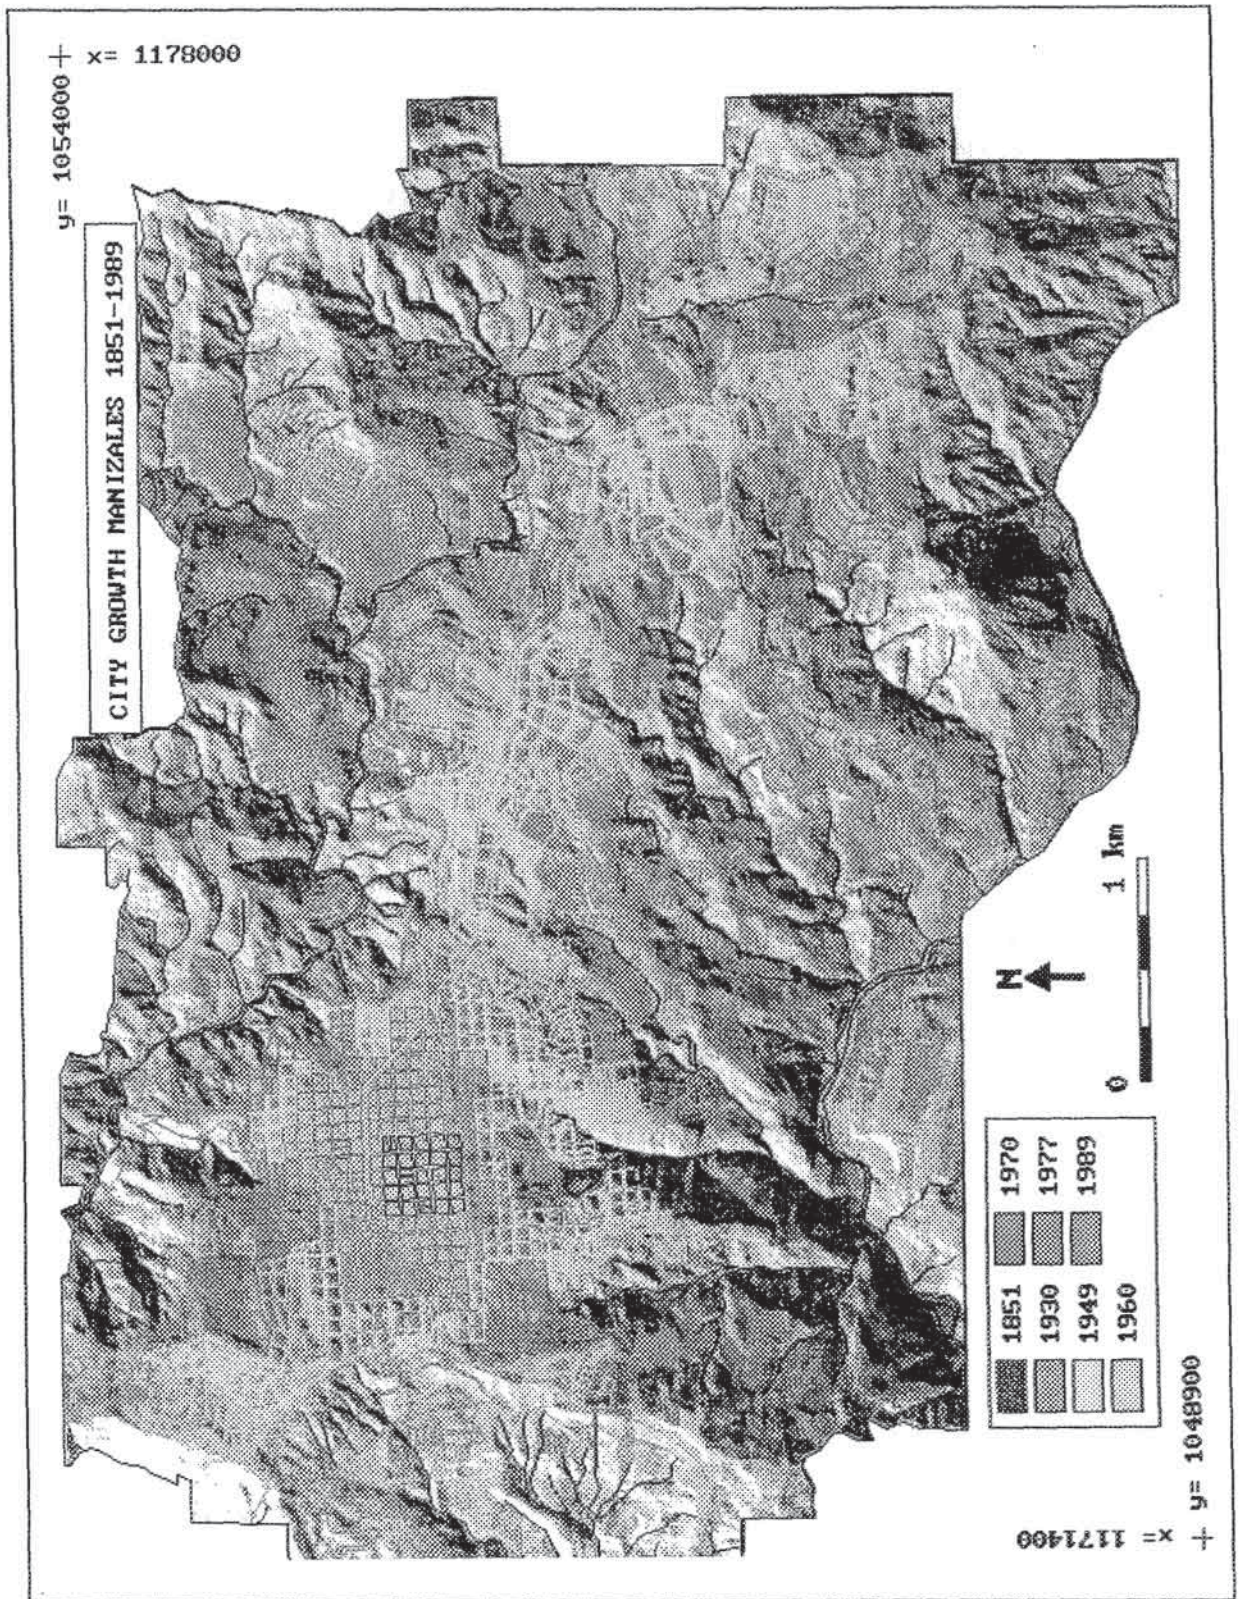 CITY GROWTH MANIZALES 1851-1989
y= 1054000
x= 1178000
N
0 1 km
1851 1970
1930 1977
1949 1989
1960
x= 1171400
y= 1048900